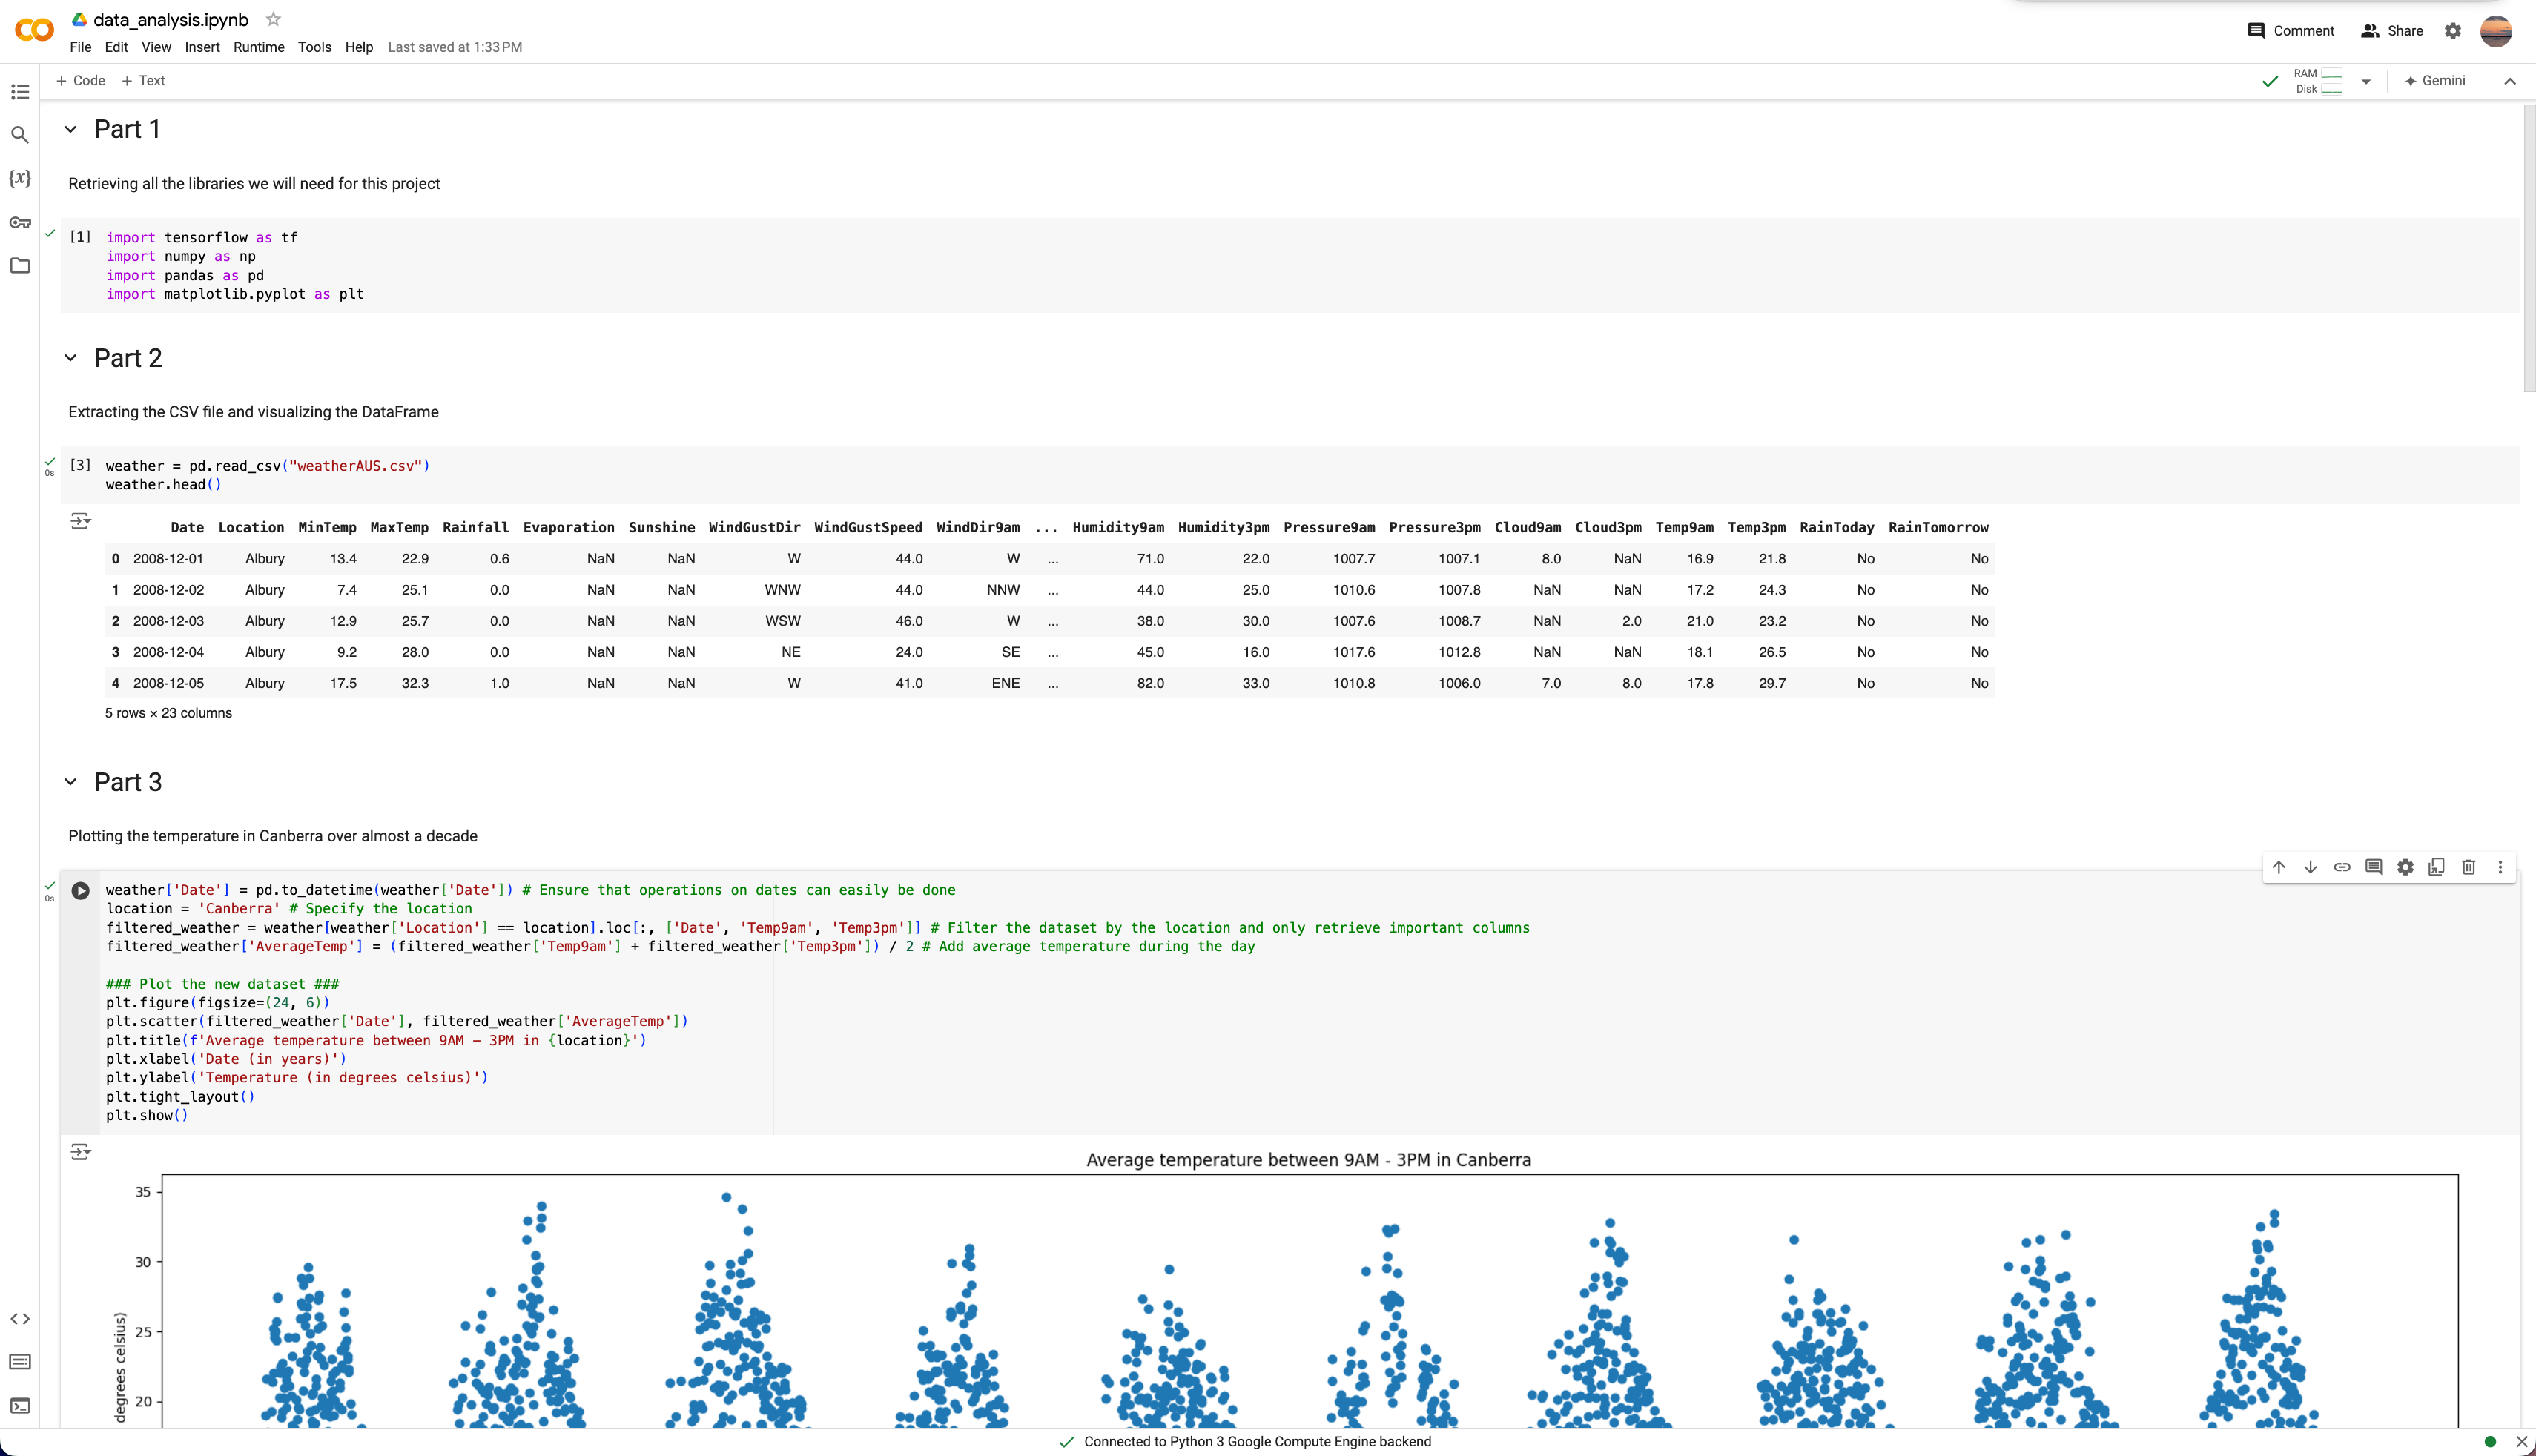 data_analysis.ipynb
File Edit View Insert Runtime Tools Help Last saved at 1:33 PM
Comment Share
+ Code + Text
RAM
Disk
Gemini
Part 1
Retrieving all the libraries we will need for this project
[1] import tensorflow as tf
import numpy as np
import pandas as pd
import matplotlib.pyplot as plt
Part 2
Extracting the CSV file and visualizing the DataFrame
0s
[3] weather = pd.read_csv("weatherAUS.csv")
weather.head()
Date Location MinTemp MaxTemp Rainfall Evaporation Sunshine WindGustDir WindGustSpeed WindDir9am ... Humidity9am Humidity3pm Pressure9am Pressure3pm Cloud9am Cloud3pm Temp9am Temp3pm RainToday RainTomorrow
0 2008-12-01 Albury 13.4 22.9 0.6 NaN NaN W 44.0 W ... 71.0 22.0 1007.7 1007.1 8.0 NaN 16.9 21.8 No No
1 2008-12-02 Albury 7.4 25.1 0.0 NaN NaN WNW 44.0 NNW ... 44.0 25.0 1010.6 1007.8 NaN NaN 17.2 24.3 No No
2 2008-12-03 Albury 12.9 25.7 0.0 NaN NaN WSW 46.0 W ... 38.0 30.0 1007.6 1008.7 NaN 2.0 21.0 23.2 No No
3 2008-12-04 Albury 9.2 28.0 0.0 NaN NaN NE 24.0 SE ... 45.0 16.0 1017.6 1012.8 NaN NaN 18.1 26.5 No No
4 2008-12-05 Albury 17.5 32.3 1.0 NaN NaN W 41.0 ENE ... 82.0 33.0 1010.8 1006.0 7.0 8.0 17.8 29.7 No No
5 rows × 23 columns
Part 3
Plotting the temperature in Canberra over almost a decade
0s
weather['Date'] = pd.to_datetime(weather['Date']) # Ensure that operations on dates can easily be done
location = 'Canberra' # Specify the location
filtered_weather = weather[weather['Location'] == location].loc[:, ['Date', 'Temp9am', 'Temp3pm']] # Filter the dataset by the location and only retrieve important columns
filtered_weather['AverageTemp'] = (filtered_weather['Temp9am'] + filtered_weather['Temp3pm']) / 2 # Add average temperature during the day
### Plot the new dataset ###
plt.figure(figsize=(24, 6))
plt.scatter(filtered_weather['Date'], filtered_weather['AverageTemp'])
plt.title(f'Average temperature between 9AM - 3PM in {location}')
plt.xlabel('Date (in years)')
plt.ylabel('Temperature (in degrees celsius)')
plt.tight_layout()
plt.show()
Average temperature between 9AM - 3PM in Canberra
35
30
25
20
degrees celsius)
Connected to Python 3 Google Compute Engine backend